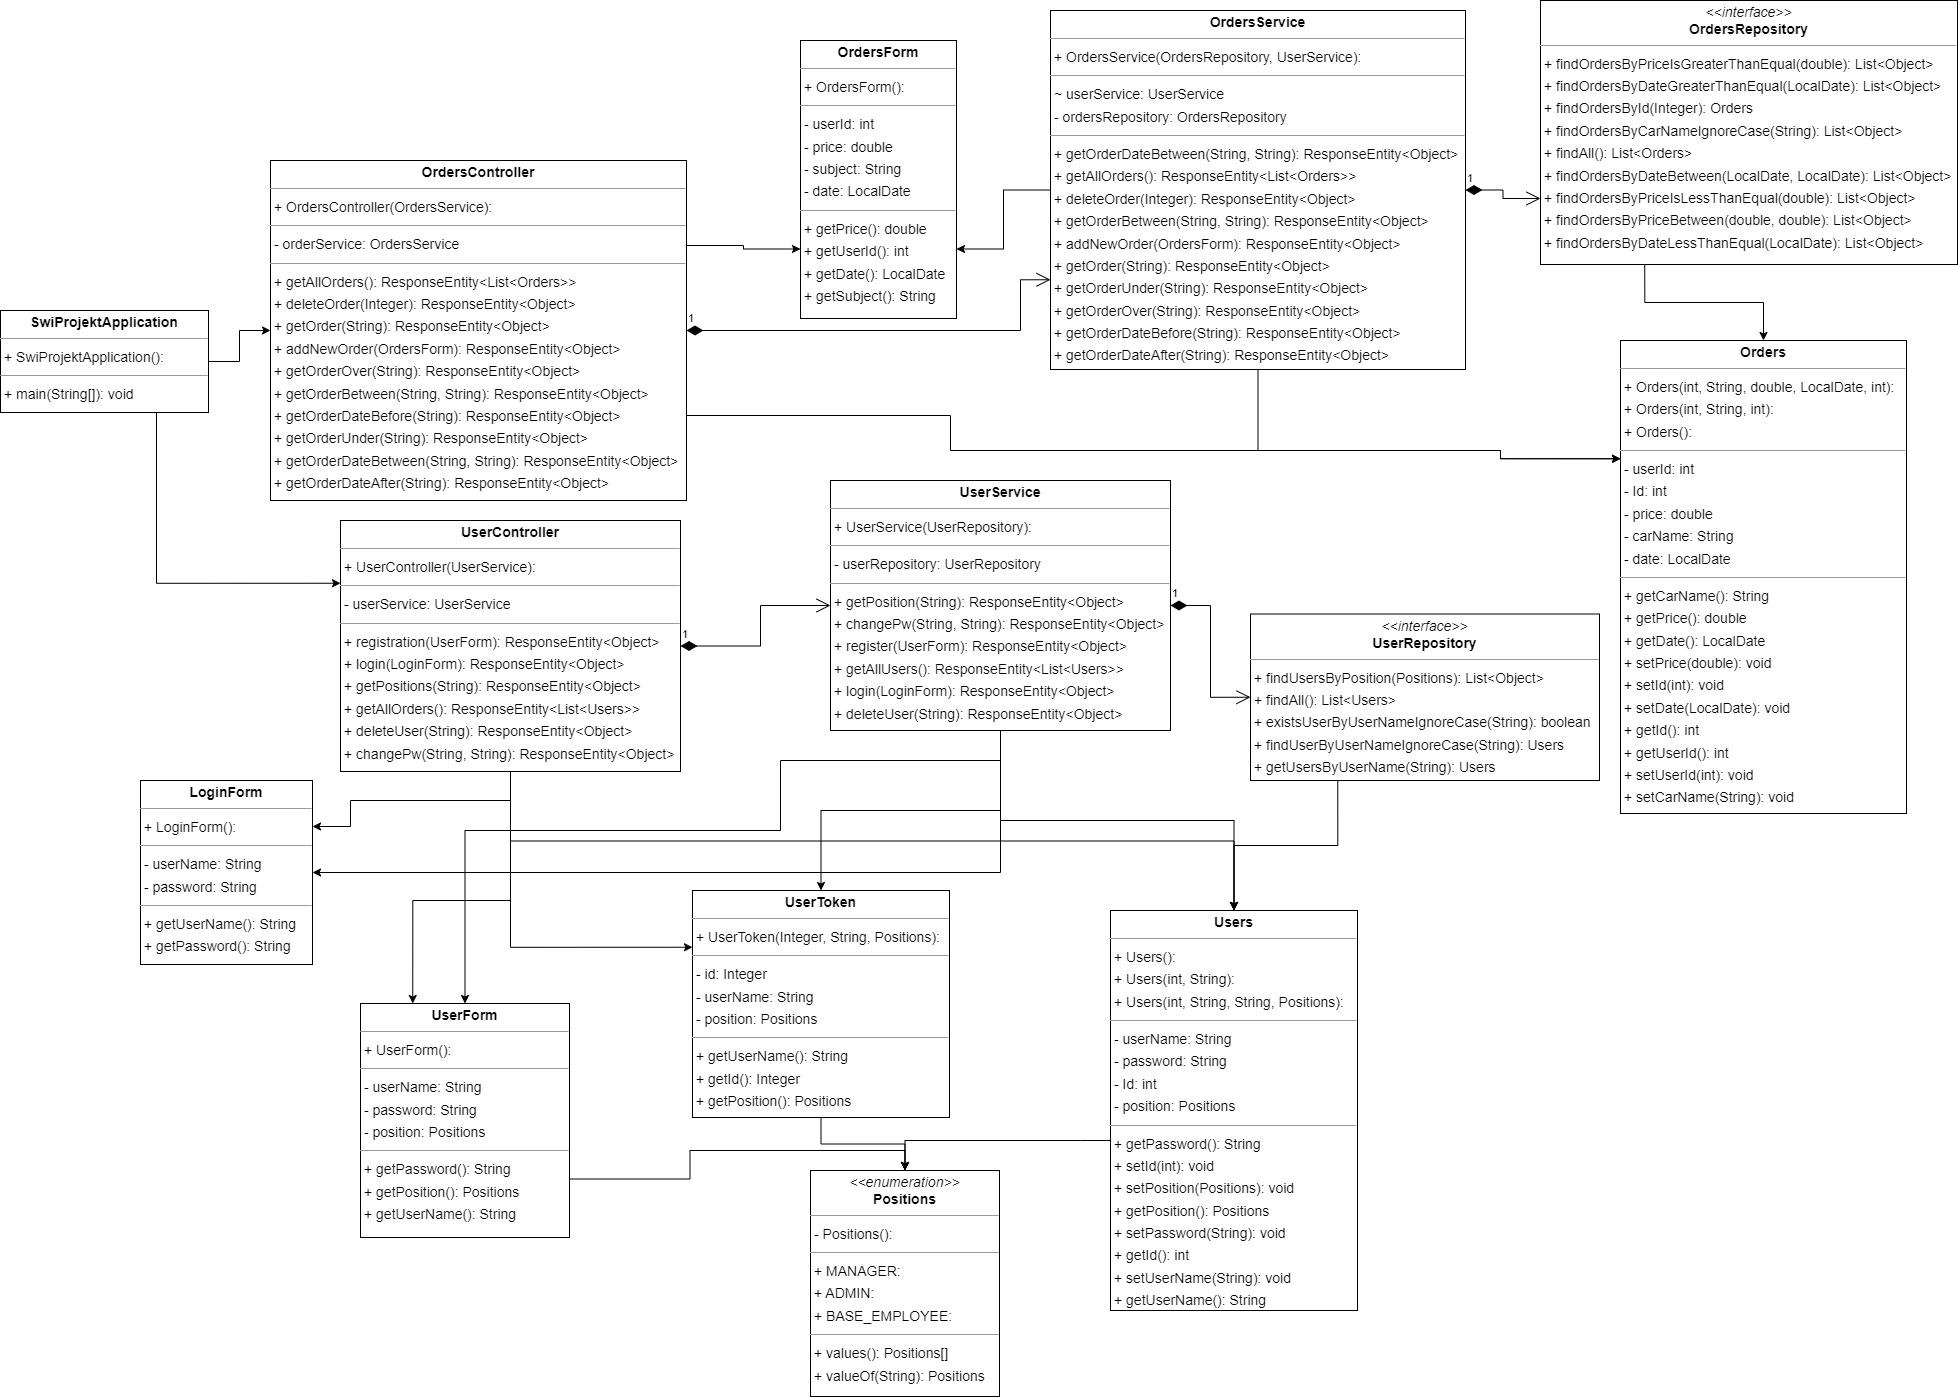 OrdersForm
+ OrdersForm():
- userId: int
- price: double
- subject: String
- date: LocalDate
+ getPrice(): double
+ getUserId(): int
+ getDate(): LocalDate
+ getSubject(): String
OrdersService
+ OrdersService(OrdersRepository, UserService):
~ userService: UserService
- ordersRepository: OrdersRepository
+ getOrderDateBetween(String, String): ResponseEntity<Object>
+ getAllOrders(): ResponseEntity<List<Orders>>
+ deleteOrder(Integer): ResponseEntity<Object>
+ getOrderBetween(String, String): ResponseEntity<Object>
+ addNewOrder(OrdersForm): ResponseEntity<Object>
+ getOrder(String): ResponseEntity<Object>
+ getOrderUnder(String): ResponseEntity<Object>
+ getOrderOver(String): ResponseEntity<Object>
+ getOrderDateBefore(String): ResponseEntity<Object>
+ getOrderDateAfter(String): ResponseEntity<Object>
1
<<interface>>
OrdersRepository
+ findOrdersByPriceIsGreaterThanEqual(double): List<Object>
+ findOrdersByDateGreaterThanEqual(LocalDate): List<Object>
+ findOrdersById(Integer): Orders
+ findOrdersByCarNameIgnoreCase(String): List<Object>
+ findAll(): List<Orders>
+ findOrdersByDateBetween(LocalDate, LocalDate): List<Object>
+ findOrdersByPriceIsLessThanEqual(double): List<Object>
+ findOrdersByPriceBetween(double, double): List<Object>
+ findOrdersByDateLessThanEqual(LocalDate): List<Object>
OrdersController
+ OrdersController(OrdersService):
- orderService: OrdersService
+ getAllOrders(): ResponseEntity<List<Orders>>
+ deleteOrder(Integer): ResponseEntity<Object>
+ getOrder(String): ResponseEntity<Object>
+ addNewOrder(OrdersForm): ResponseEntity<Object>
+ getOrderOver(String): ResponseEntity<Object>
+ getOrderBetween(String, String): ResponseEntity<Object>
+ getOrderDateBefore(String): ResponseEntity<Object>
+ getOrderUnder(String): ResponseEntity<Object>
+ getOrderDateBetween(String, String): ResponseEntity<Object>
+ getOrderDateAfter(String): ResponseEntity<Object>
1
SwiProjektApplication
+ SwiProjektApplication():
+ main(String[]): void
Orders
+ Orders(int, String, double, LocalDate, int):
+ Orders(int, String, int):
+ Orders():
- userId: int
- Id: int
- price: double
- carName: String
- date: LocalDate
+ getCarName(): String
+ getPrice(): double
+ getDate(): LocalDate
+ setPrice(double): void
+ setId(int): void
+ setDate(LocalDate): void
+ getId(): int
+ getUserId(): int
+ setUserId(int): void
+ setCarName(String): void
UserController
+ UserController(UserService):
- userService: UserService
+ registration(UserForm): ResponseEntity<Object>
+ login(LoginForm): ResponseEntity<Object>
+ getPositions(String): ResponseEntity<Object>
+ getAllOrders(): ResponseEntity<List<Users>>
+ deleteUser(String): ResponseEntity<Object>
+ changePw(String, String): ResponseEntity<Object>
1
UserService
+ UserService(UserRepository):
- userRepository: UserRepository
+ getPosition(String): ResponseEntity<Object>
+ changePw(String, String): ResponseEntity<Object>
+ register(UserForm): ResponseEntity<Object>
+ getAllUsers(): ResponseEntity<List<Users>>
+ login(LoginForm): ResponseEntity<Object>
+ deleteUser(String): ResponseEntity<Object>
1
<<interface>>
UserRepository
+ findUsersByPosition(Positions): List<Object>
+ findAll(): List<Users>
+ existsUserByUserNameIgnoreCase(String): boolean
+ findUserByUserNameIgnoreCase(String): Users
+ getUsersByUserName(String): Users
LoginForm
+ LoginForm():
- userName: String
- password: String
+ getUserName(): String
+ getPassword(): String
UserToken
+ UserToken(Integer, String, Positions):
- id: Integer
- userName: String
- position: Positions
+ getUserName(): String
+ getId(): Integer
+ getPosition(): Positions
Users
+ Users():
+ Users(int, String):
+ Users(int, String, String, Positions):
- userName: String
- password: String
- Id: int
- position: Positions
+ getPassword(): String
+ setId(int): void
+ setPosition(Positions): void
+ getPosition(): Positions
+ setPassword(String): void
+ getId(): int
+ setUserName(String): void
+ getUserName(): String
UserForm
+ UserForm():
- userName: String
- password: String
- position: Positions
+ getPassword(): String
+ getPosition(): Positions
+ getUserName(): String
<<enumeration>>
Positions
- Positions():
+ MANAGER:
+ ADMIN:
+ BASE_EMPLOYEE:
+ values(): Positions[]
+ valueOf(String): Positions